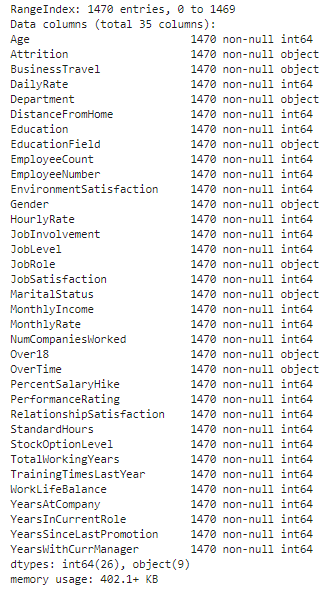 RangeIndex: 1470 entries, 0 to 1469
Data columns (total 35 columns):
Age                         1470 non-null int64
Attrition                   1470 non-null object
BusinessTravel              1470 non-null object
DailyRate                   1470 non-null int64
Department                  1470 non-null object
DistanceFromHome            1470 non-null int64
Education                   1470 non-null int64
EducationField              1470 non-null object
EmployeeCount               1470 non-null int64
EmployeeNumber              1470 non-null int64
EnvironmentSatisfaction     1470 non-null int64
Gender                      1470 non-null object
HourlyRate                  1470 non-null int64
JobInvolvement              1470 non-null int64
JobLevel                    1470 non-null int64
JobRole                     1470 non-null object
JobSatisfaction             1470 non-null int64
MaritalStatus               1470 non-null object
MonthlyIncome               1470 non-null int64
MonthlyRate                 1470 non-null int64
NumCompaniesWorked          1470 non-null int64
Over18                      1470 non-null object
OverTime                    1470 non-null object
PercentSalaryHike           1470 non-null int64
PerformanceRating           1470 non-null int64
RelationshipSatisfaction    1470 non-null int64
StandardHours               1470 non-null int64
StockOptionLevel            1470 non-null int64
TotalWorkingYears           1470 non-null int64
TrainingTimesLastYear       1470 non-null int64
WorkLifeBalance             1470 non-null int64
YearsAtCompany              1470 non-null int64
YearsInCurrentRole          1470 non-null int64
YearsSinceLastPromotion     1470 non-null int64
YearsWithCurrManager        1470 non-null int64
dtypes: int64(26), object(9)
memory usage: 402.1+ KB